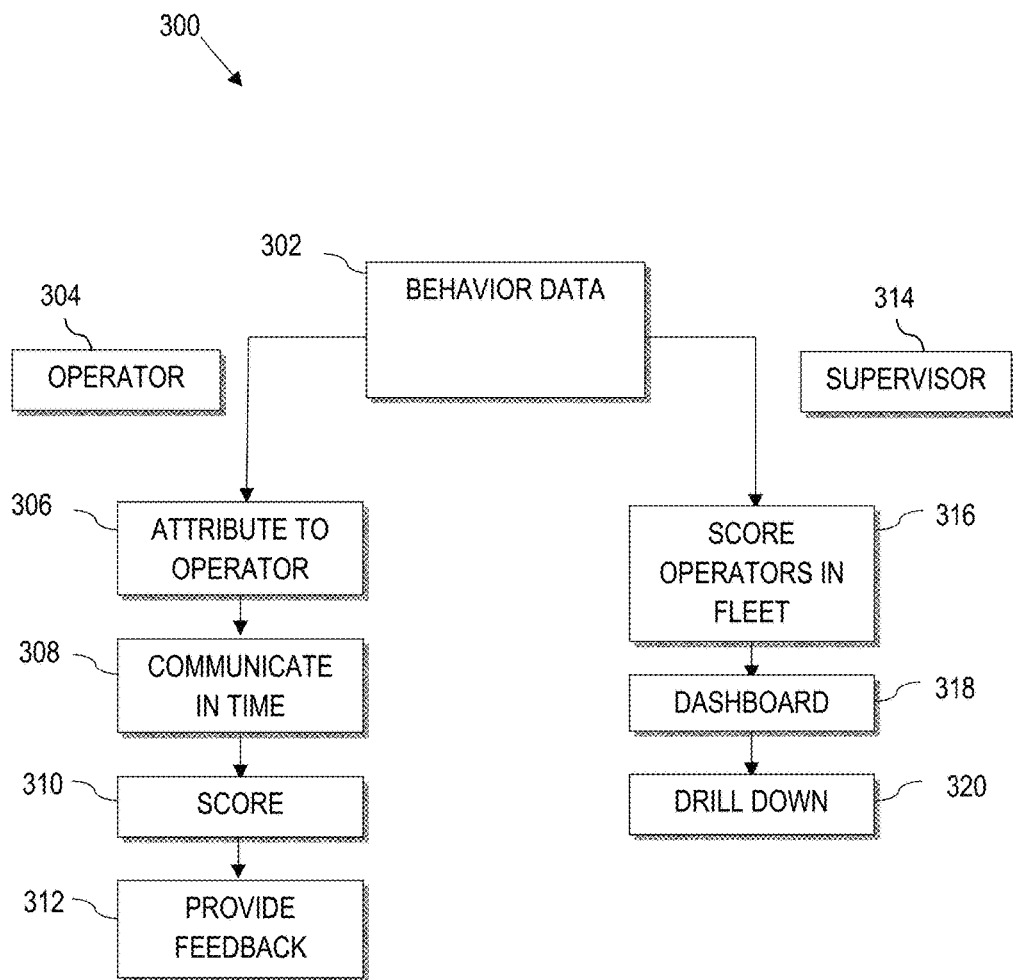 300
302
BEHAVIOR DATA
304
OPERATOR
314
SUPERVISOR
306
ATTRIBUTE TO
OPERATOR
308
COMMUNICATE
IN TIME
310
SCORE
312
PROVIDE
FEEDBACK
316
SCORE
OPERATORS IN
FLEET
318
DASHBOARD
320
DRILL DOWN